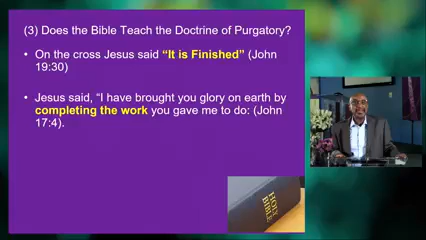 (3) Does the Bible Teach the Doctrine of Purgatory?
• On the cross Jesus said “It is Finished” (John
19:30)
• Jesus said, “I have brought you glory on earth by
completing the work you gave me to do: (John
17:4).
HOLY
BIBLE